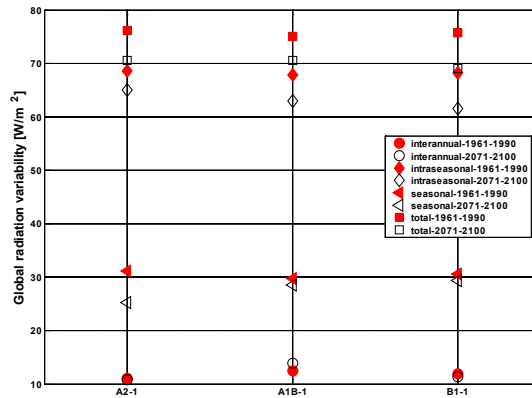 Global radiation variability [W/m²]
80
70
60
50
40
30
20
10
interannual-1961-1990
interannual-2071-2100
intraseasonal-1961-1990
intraseasonal-2071-2100
seasonal-1961-1990
seasonal-2071-2100
total-1961-1990
total-2071-2100
A2-1 A1B-1 B1-1